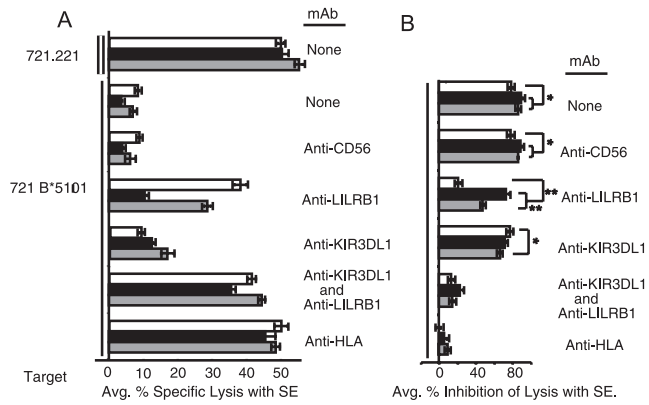 A
mAb
721.221
None
None
Anti-CD56
721 B*5101
Anti-LILRB1
Anti-KIR3DL1
Anti-KIR3DL1
and
Anti-LILRB1
Anti-HLA
Target
0 10 20 30 40 50
Avg. % Specific Lysis with SE
B
mAb
*
None
*
Anti-CD56
**
**
Anti-LILRB1
*
Anti-KIR3DL1
Anti-KIR3DL1
and
Anti-LILRB1
Anti-HLA
0 40 80
Avg. % Inhibition of Lysis with SE.